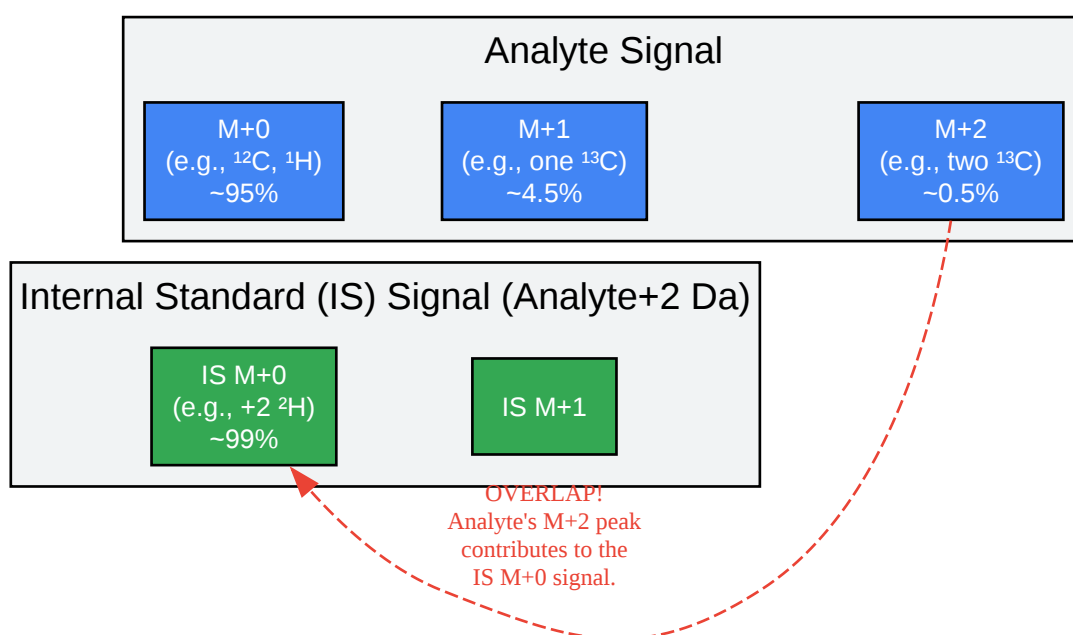 Analyte Signal
M+0
(e.g., ¹²C, ¹H)
~95%
M+1
(e.g., one ¹³C)
~4.5%
M+2
(e.g., two ¹³C)
~0.5%
Internal Standard (IS) Signal (Analyte+2 Da)
IS M+0
(e.g., +2 ²H)
~99%
IS M+1
OVERLAP!
Analyte's M+2 peak
contributes to the
IS M+0 signal.